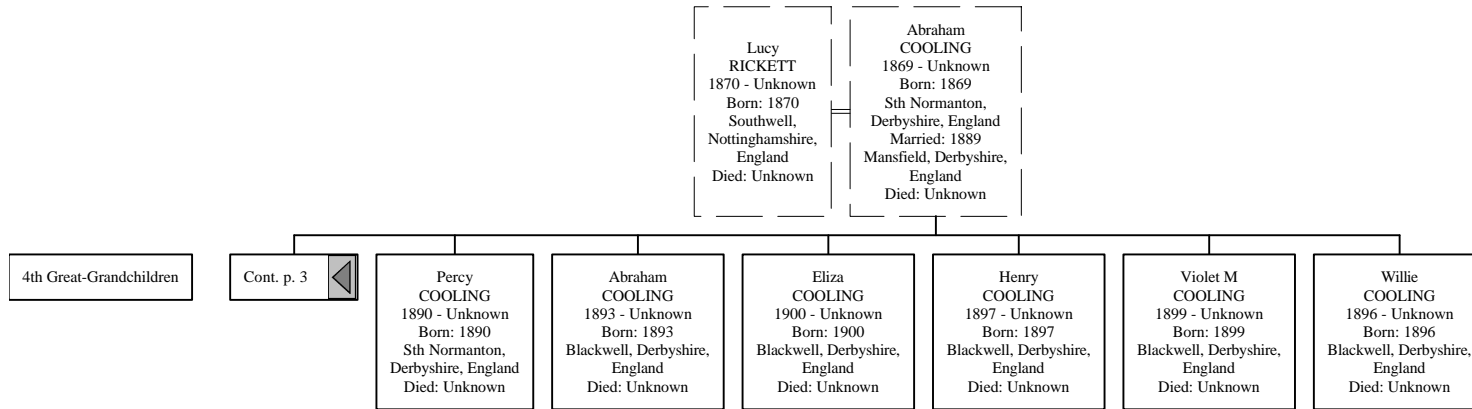 Lucy
RICKETT
1870 - Unknown
Born: 1870
Southwell,
Nottinghamshire,
England
Died: Unknown
Abraham
COOLING
1869 - Unknown
Born: 1869
Sth Normanton,
Derbyshire, England
Married: 1889
Mansfield, Derbyshire,
England
Died: Unknown
4th Great-Grandchildren
Cont. p. 3
Percy
COOLING
1890 - Unknown
Born: 1890
Sth Normanton,
Derbyshire, England
Died: Unknown
Abraham
COOLING
1893 - Unknown
Born: 1893
Blackwell, Derbyshire,
England
Died: Unknown
Eliza
COOLING
1900 - Unknown
Born: 1900
Blackwell, Derbyshire,
England
Died: Unknown
Henry
COOLING
1897 - Unknown
Born: 1897
Blackwell, Derbyshire,
England
Died: Unknown
Violet M
COOLING
1899 - Unknown
Born: 1899
Blackwell, Derbyshire,
England
Died: Unknown
Willie
COOLING
1896 - Unknown
Born: 1896
Blackwell, Derbyshire,
England
Died: Unknown